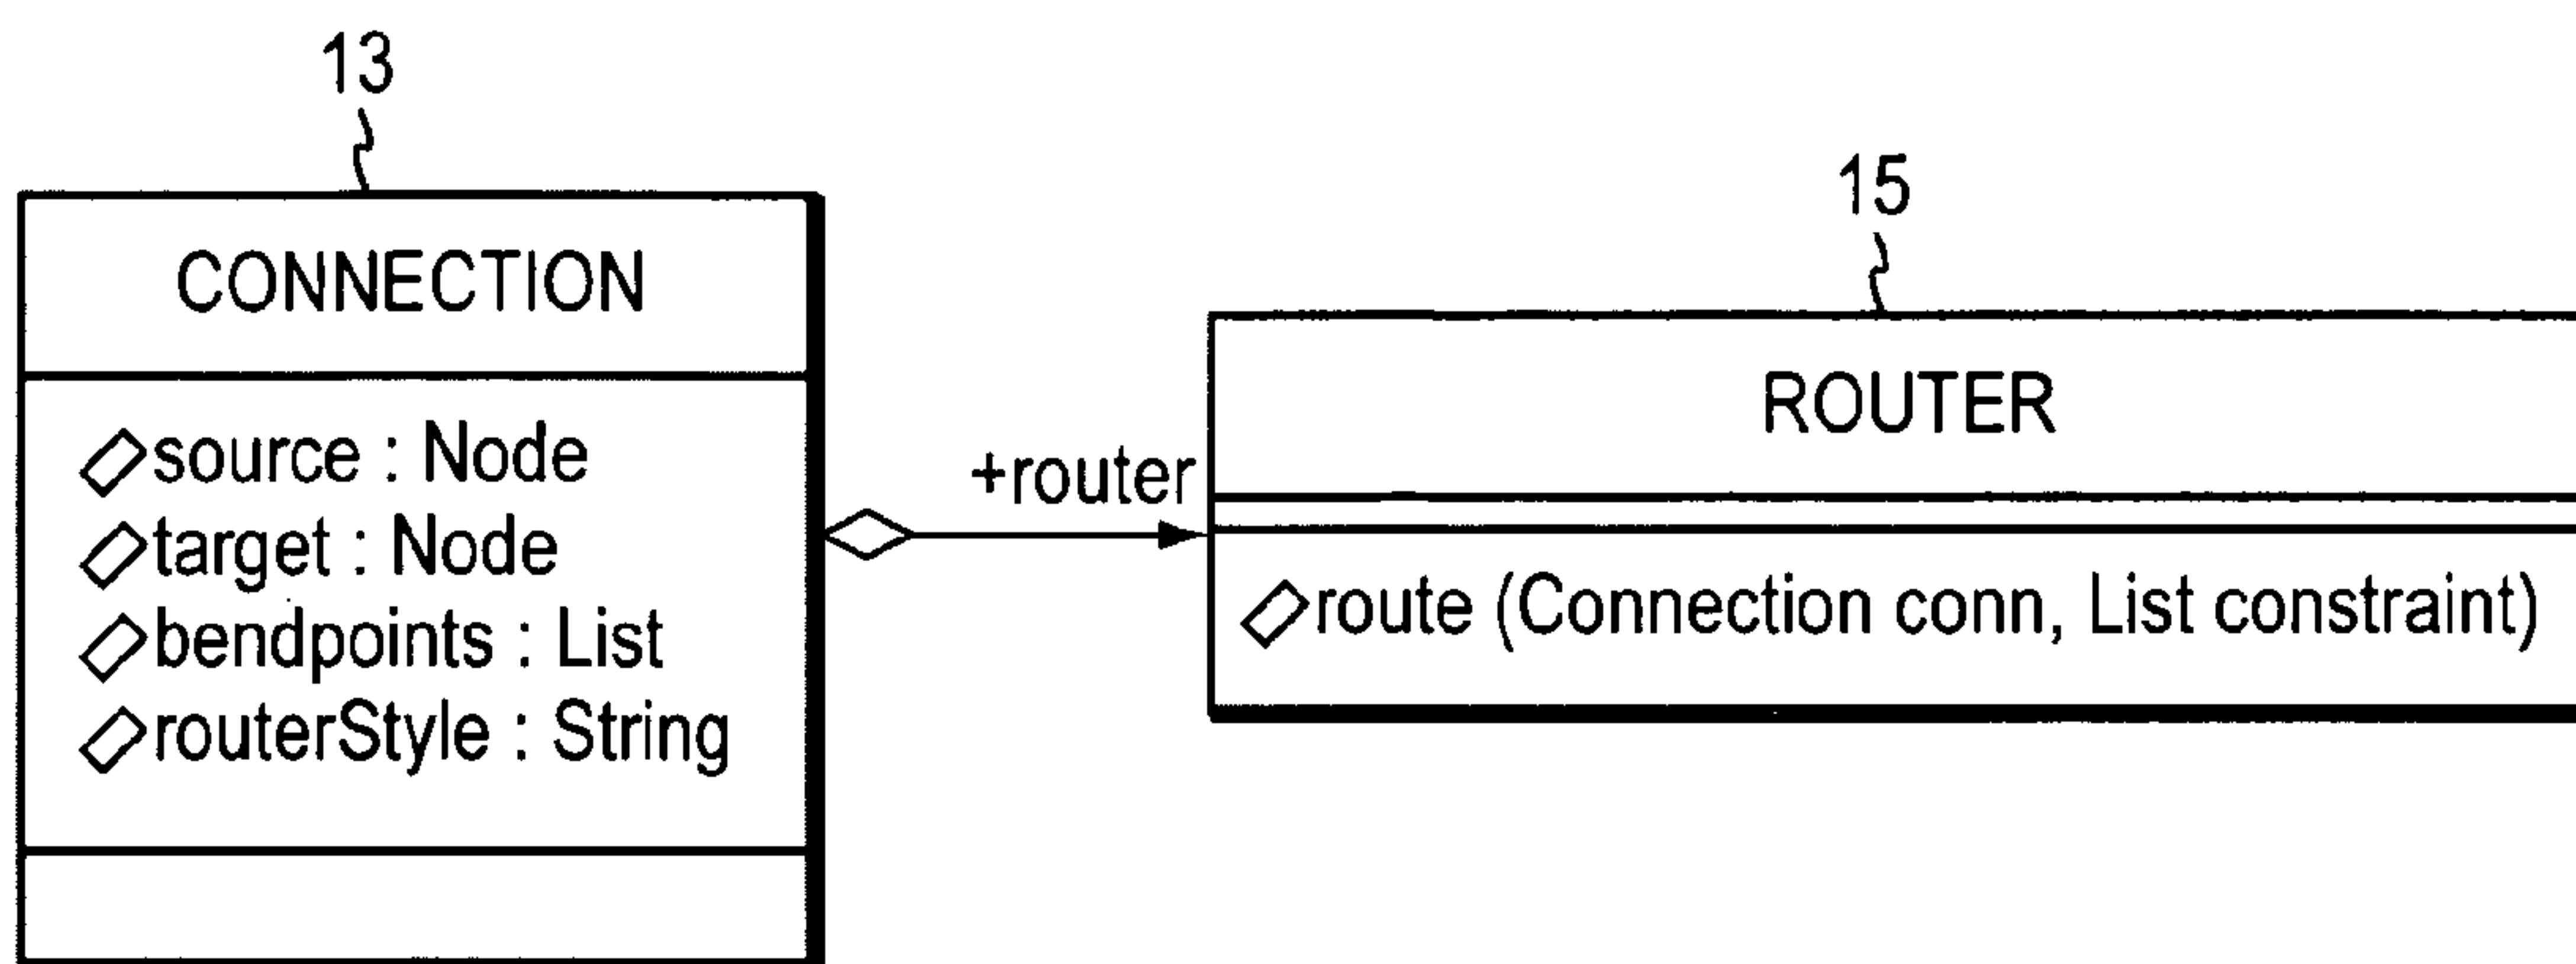 13
CONNECTION
source : Node
target : Node
bendpoints : List
routerStyle : String
+router
15
ROUTER
route (Connection conn, List constraint)